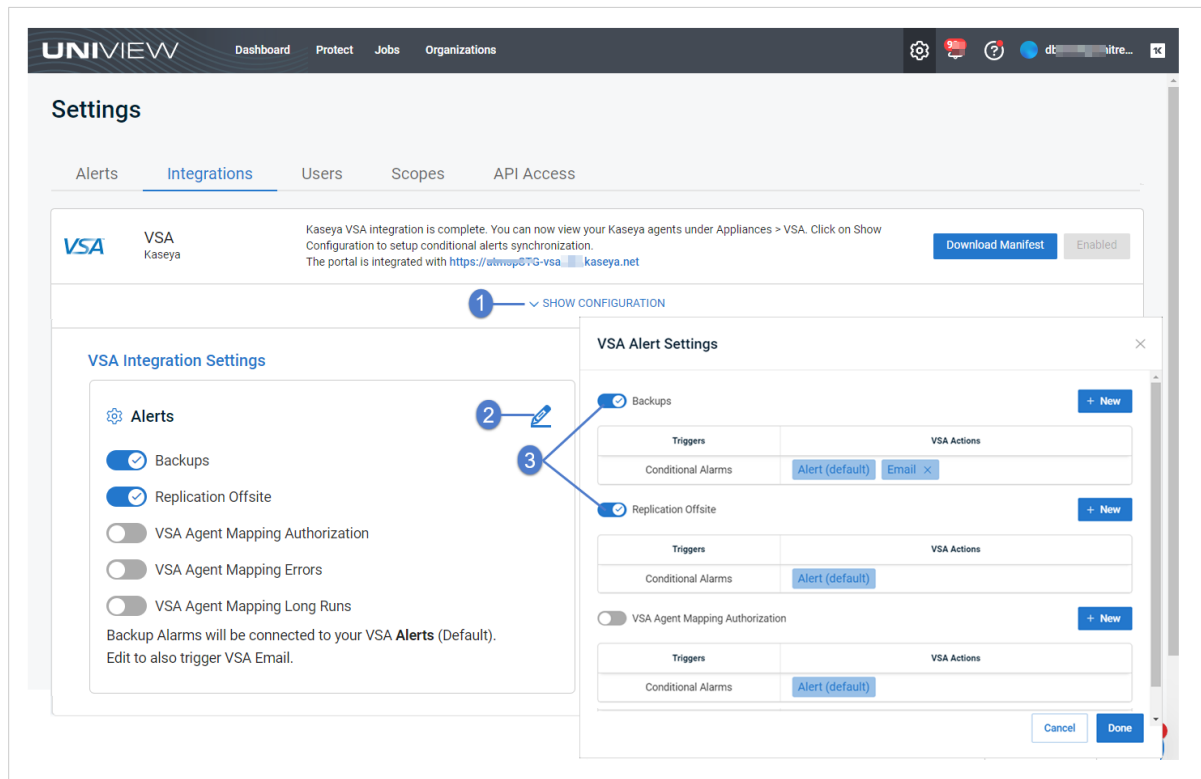 UNIVIEW Dashboard Protect Jobs Organizations
Settings
Alerts Integrations Users Scopes API Access
VSA VSA
Kaseya
Kaseya VSA integration is complete. You can now view your Kaseya agents under Appliances > VSA. Click on Show
Configuration to setup conditional alerts synchronization.
The portal is integrated with https:// -vsa kaseya.net
Download Manifest Enabled
1 SHOW CONFIGURATION
VSA Integration Settings
Alerts
2
3
Backups
Replication Offsite
VSA Agent Mapping Authorization
VSA Agent Mapping Errors
VSA Agent Mapping Long Runs
Backup Alarms will be connected to your VSA Alerts (Default).
Edit to also trigger VSA Email.
VSA Alert Settings
Backups + New
Triggers VSA Actions
Conditional Alarms Alert (default) Email ×
Replication Offsite + New
Triggers VSA Actions
Conditional Alarms Alert (default)
VSA Agent Mapping Authorization + New
Triggers VSA Actions
Conditional Alarms Alert (default)
Cancel Done